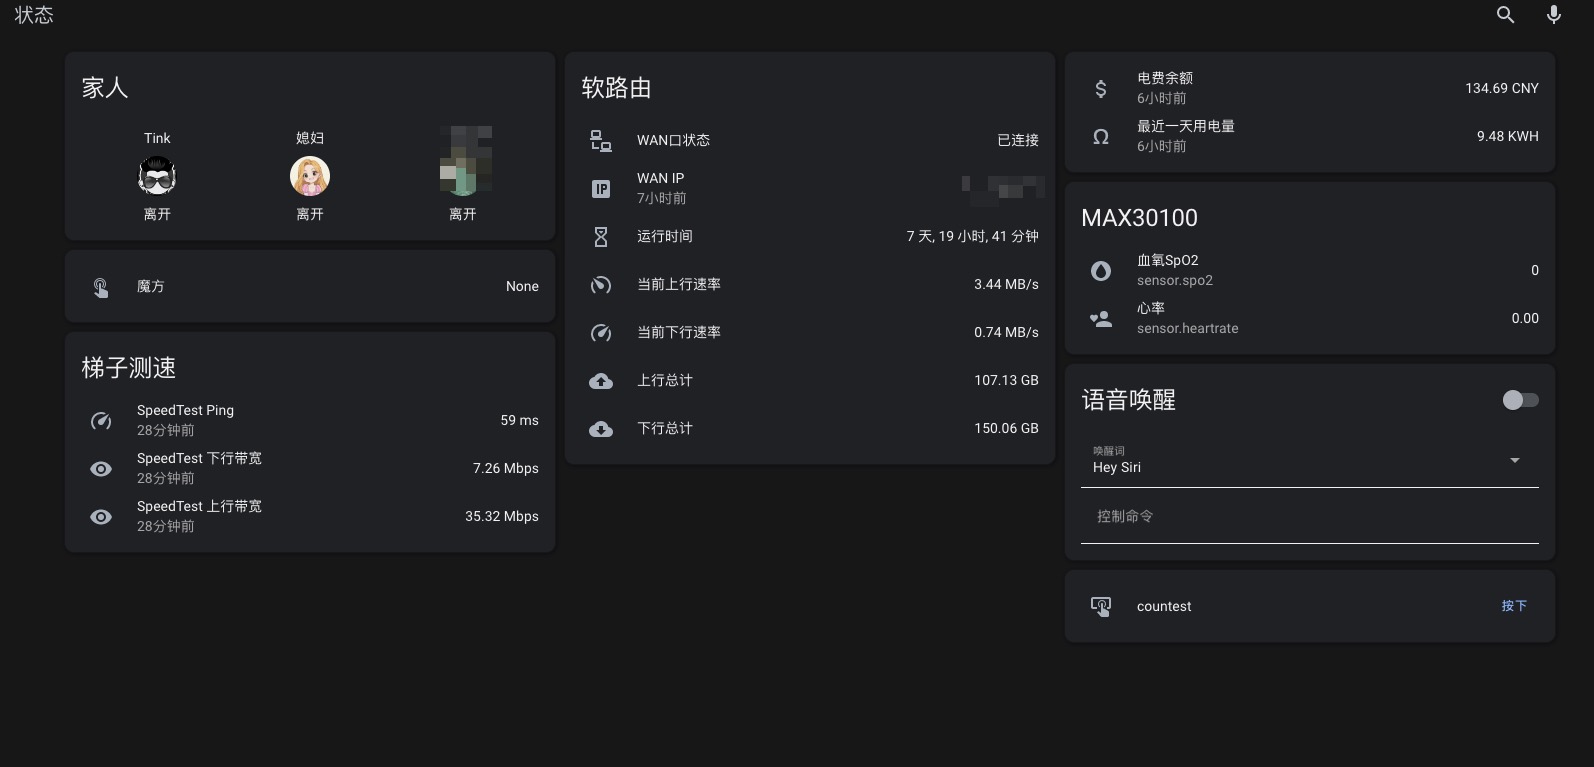 状态
家人
Tink
媳妇
离开
离开
离开
魔方
None
梯子测速
SpeedTest Ping
28分钟前
59 ms
SpeedTest 下行带宽
28分钟前
7.26 Mbps
SpeedTest 上行带宽
28分钟前
35.32 Mbps
软路由
WAN口状态
已连接
IP
WAN IP
7小时前
运行时间
7 天, 19 小时, 41 分钟
当前上行速率
3.44 MB/s
当前下行速率
0.74 MB/s
上行总计
107.13 GB
下行总计
150.06 GB
电费余额
6小时前
134.69 CNY
最近一天用电量
6小时前
9.48 KWH
MAX30100
血氧SpO2
sensor.spo2
0
心率
sensor.heartrate
0.00
语音唤醒
唤醒词
Hey Siri
控制命令
countest
按下